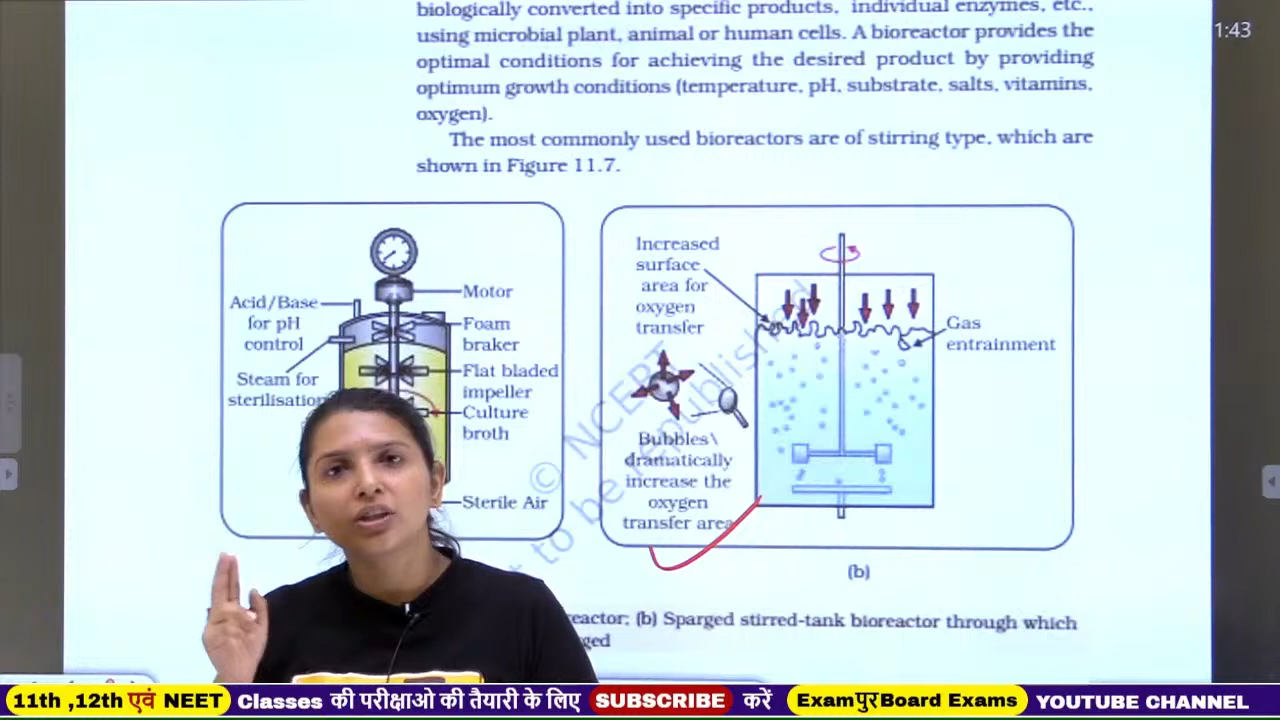 biologically converted into specific products, individual enzymes, etc.,
using microbial plant, animal or human cells. A bioreactor provides the
optimal conditions for achieving the desired product by providing
optimum growth conditions (temperature, pH, substrate, salts, vitamins,
oxygen).
The most commonly used bioreactors are of stirring type, which are
shown in Figure 11.7.
1:43
Acid/Base
for pH
control
Steam for
sterilisation
Motor
Foam
braker
Flat bladed
impeller
Culture
broth
Sterile Air
Increased
surface
area for
oxygen
transfer
Gas
entrainment
Bubbles\
dramatically
increase the
oxygen
transfer area
© NCERT
to be republished
(b)
eactor; (b) Sparged stirred-tank bioreactor through which
ged
11th ,12th एवं NEET Classes की परीक्षाओ की तैयारी के लिए SUBSCRIBE करें Examपुर Board Exams YOUTUBE CHANNEL